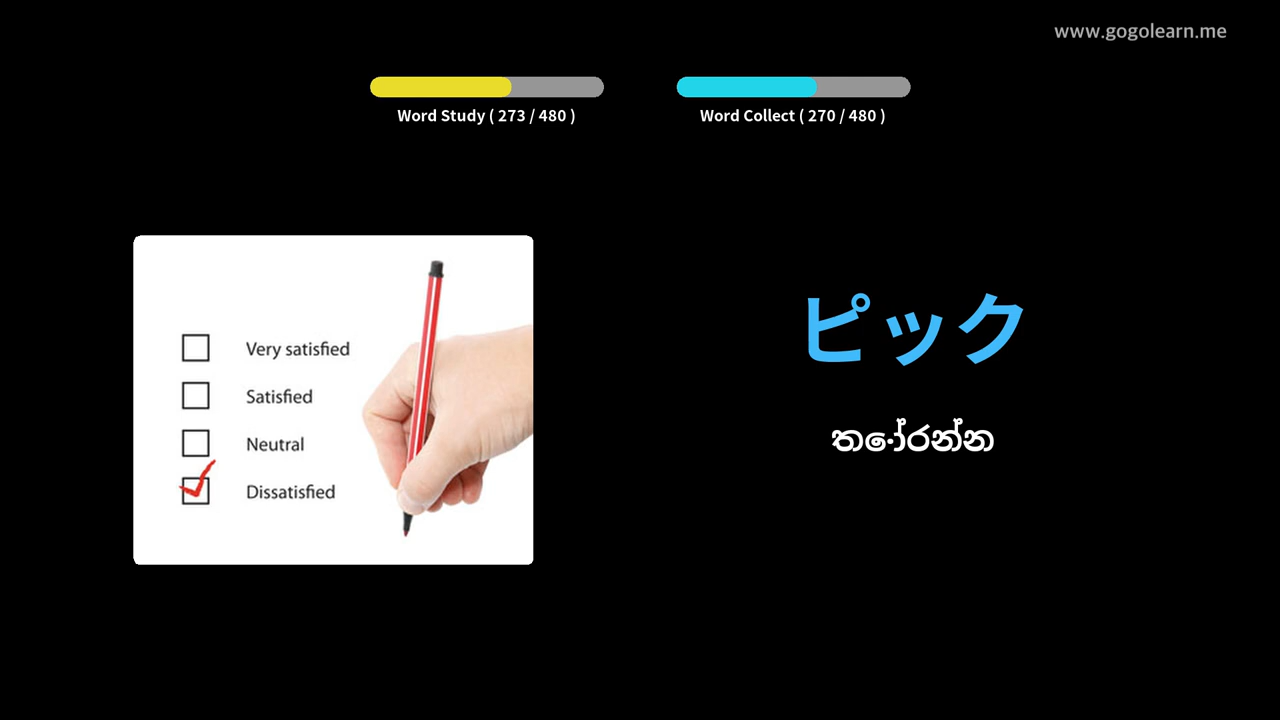 www.gogolearn.me
Word Study ( 273 / 480 )
Word Collect ( 270 / 480 )
Very satisfied
Satisfied
Neutral
Dissatisfied
ピック
තෝරන්න